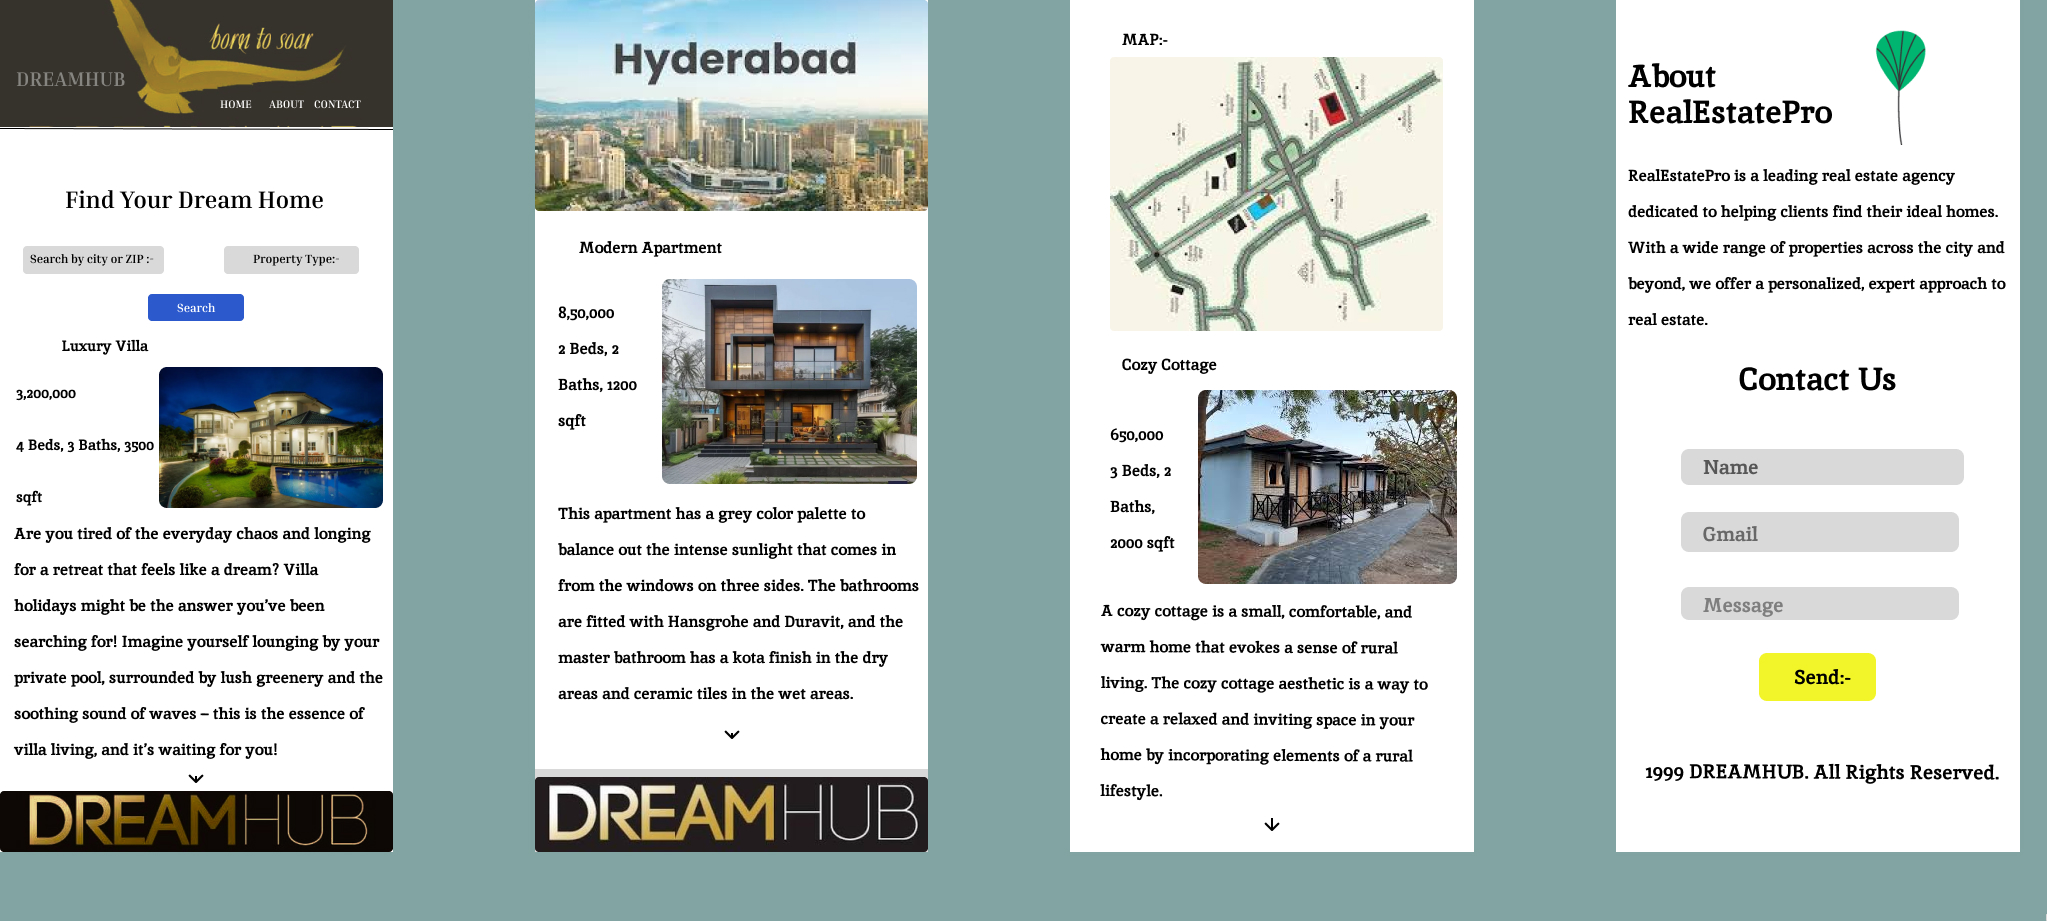 born to soar
DREAMHUB
HOME ABOUT CONTACT
Find Your Dream Home
Search by city or ZIP :- Property Type:-
Search
Luxury Villa
3,200,000
4 Beds, 3 Baths, 3500
sqft
Are you tired of the everyday chaos and longing
for a retreat that feels like a dream? Villa
holidays might be the answer you’ve been
searching for! Imagine yourself lounging by your
private pool, surrounded by lush greenery and the
soothing sound of waves – this is the essence of
villa living, and it’s waiting for you!
DREAMHUB
Hyderabad
Modern Apartment
8,50,000
2 Beds, 2
Baths, 1200
sqft
This apartment has a grey color palette to
balance out the intense sunlight that comes in
from the windows on three sides. The bathrooms
are fitted with Hansgrohe and Duravit, and the
master bathroom has a kota finish in the dry
areas and ceramic tiles in the wet areas.
DREAMHUB
MAP:-
Cozy Cottage
650,000
3 Beds, 2
Baths,
2000 sqft
A cozy cottage is a small, comfortable, and
warm home that evokes a sense of rural
living. The cozy cottage aesthetic is a way to
create a relaxed and inviting space in your
home by incorporating elements of a rural
lifestyle.
About
RealEstatePro
RealEstatePro is a leading real estate agency
dedicated to helping clients find their ideal homes.
With a wide range of properties across the city and
beyond, we offer a personalized, expert approach to
real estate.
Contact Us
Name
Gmail
Message
Send:-
1999 DREAMHUB. All Rights Reserved.